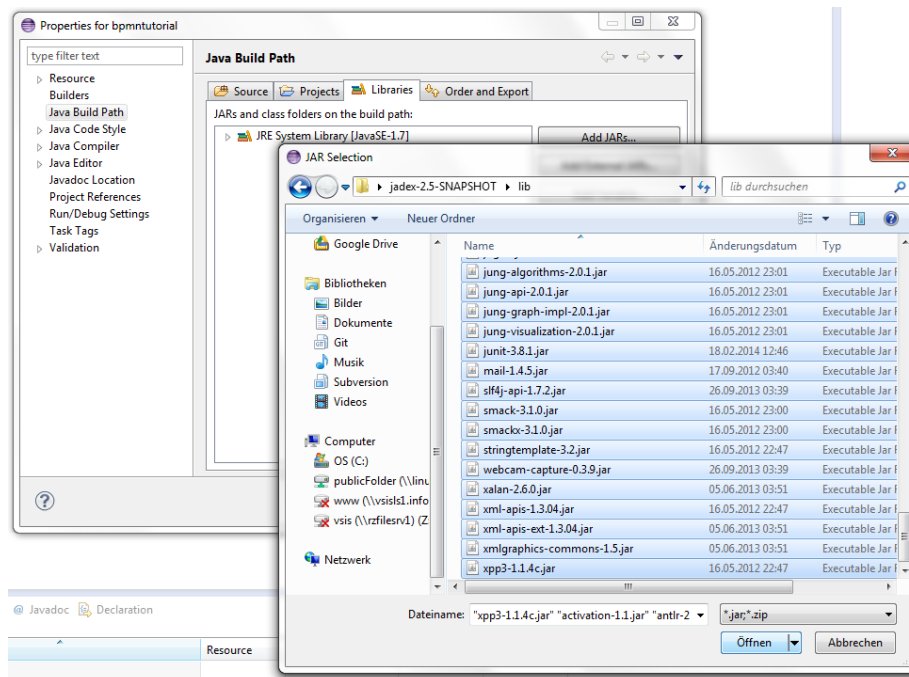 Properties for bpmntutorial
type filter text
Resource
Builders
Java Build Path
Java Code Style
Java Compiler
Java Editor
Javadoc Location
Project References
Run/Debug Settings
Task Tags
Validation
Java Build Path
Source Projects Libraries Order and Export
JARs and class folders on the build path:
JRE System Library [JavaSE-1.7]
Add JARs...
JAR Selection
jadex-2.5-SNAPSHOT lib
lib durchsuchen
Organisieren Neuer Ordner
Google Drive
Bibliotheken
Bilder
Dokumente
Git
Musik
Subversion
Videos
Computer
OS (C:)
publicFolder (\\linu
www (\\vsisls1.info
vsis (\\rzfilesrv1) (Z
Netzwerk
Name Änderungsdatum Typ
jung-algorithms-2.0.1.jar 16.05.2012 23:01 Executable Jar F
jung-api-2.0.1.jar 16.05.2012 23:01 Executable Jar F
jung-graph-impl-2.0.1.jar 16.05.2012 23:01 Executable Jar F
jung-visualization-2.0.1.jar 16.05.2012 23:01 Executable Jar F
junit-3.8.1.jar 18.02.2014 12:46 Executable Jar F
mail-1.4.5.jar 17.09.2012 03:40 Executable Jar F
slf4j-api-1.7.2.jar 26.09.2013 03:39 Executable Jar F
smack-3.1.0.jar 16.05.2012 23:00 Executable Jar F
smackx-3.1.0.jar 16.05.2012 23:00 Executable Jar F
stringtemplate-3.2.jar 16.05.2012 22:47 Executable Jar F
webcam-capture-0.3.9.jar 26.09.2013 03:39 Executable Jar F
xalan-2.6.0.jar 05.06.2013 03:51 Executable Jar F
xml-apis-1.3.04.jar 16.05.2012 22:47 Executable Jar F
xml-apis-ext-1.3.04.jar 05.06.2013 03:51 Executable Jar F
xmlgraphics-commons-1.5.jar 05.06.2013 03:51 Executable Jar F
xpp3-1.1.4c.jar 16.05.2012 22:47 Executable Jar F
Dateiname: "xpp3-1.1.4c.jar" "activation-1.1.jar" "antlr-2 *.jar;*.zip
Öffnen Abbrechen
@ Javadoc Declaration
Resource